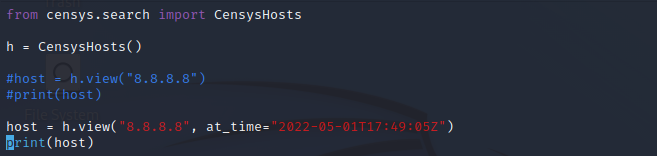 from censys.search import CensysHosts
h = CensysHosts()
#host = h.view("8.8.8.8")
#print(host)
host = h.view("8.8.8.8", at_time="2022-05-01T17:49:05Z")
print(host)